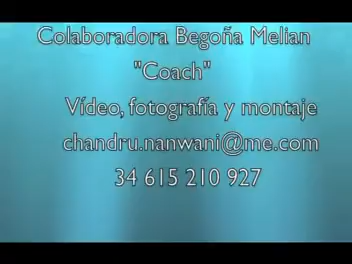 Colaboradora Begoña Melian
"Coach"
Vídeo, fotografía y montaje
chandru.nanwani@me.com
34 615 210 927